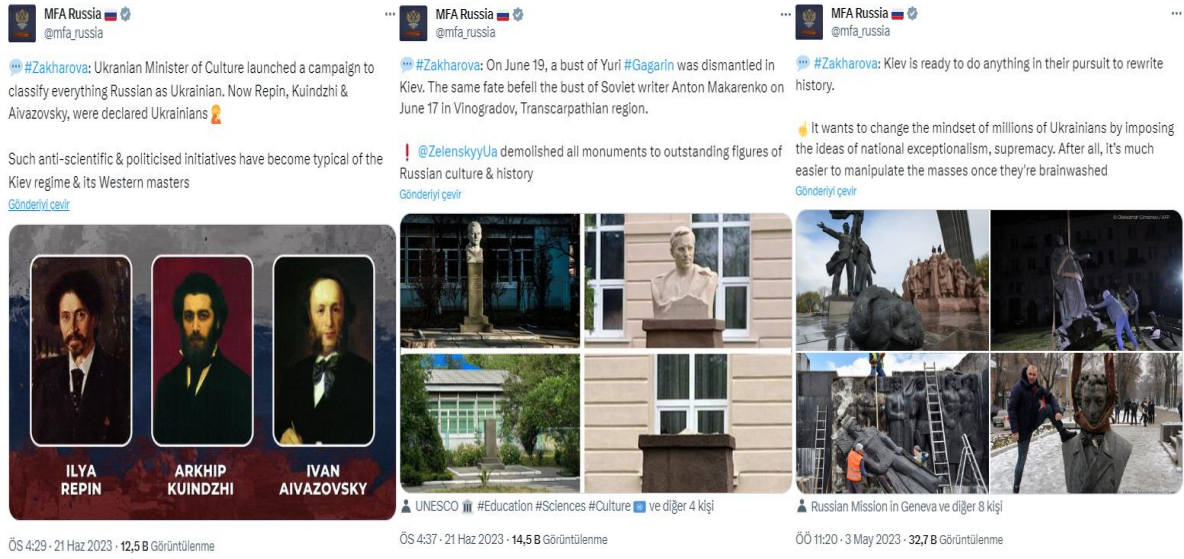 MFA Russia
@mfa_russia
#Zakharova: Ukranian Minister of Culture launched a campaign to
classify everything Russian as Ukrainian. Now Repin, Kuindzhi &
Aivazovsky, were declared Ukrainians
Such anti-scientific & politicised initiatives have become typical of the
Kiev regime & its Western masters
Gönderiyi çevir
ILYA
REPIN
ARKHIP
KUINDZHI
IVAN
AIVAZOVSKY
ÖS 4:29 · 21 Haz 2023 · 12,5 B Görüntülenme
MFA Russia
@mfa_russia
#Zakharova: On June 19, a bust of Yuri #Gagarin was dismantled in
Kiev. The same fate befell the bust of Soviet writer Anton Makarenko on
June 17 in Vinogradov, Transcarpathian region.
❗ @ZelenskyyUa demolished all monuments to outstanding figures of
Russian culture & history
Gönderiyi çevir
UNESCO #Education #Sciences #Culture ve diğer 4 kişi
ÖS 4:37 · 21 Haz 2023 · 14,5 B Görüntülenme
MFA Russia
@mfa_russia
#Zakharova: Kiev is ready to do anything in their pursuit to rewrite
history.
It wants to change the mindset of millions of Ukrainians by imposing
the ideas of national exceptionalism, supremacy. After all, it's much
easier to manipulate the masses once they're brainwashed
Gönderiyi çevir
Russian Mission in Geneva ve diğer 8 kişi
ÖÖ 11:20 · 3 May 2023 · 32,7 B Görüntülenme